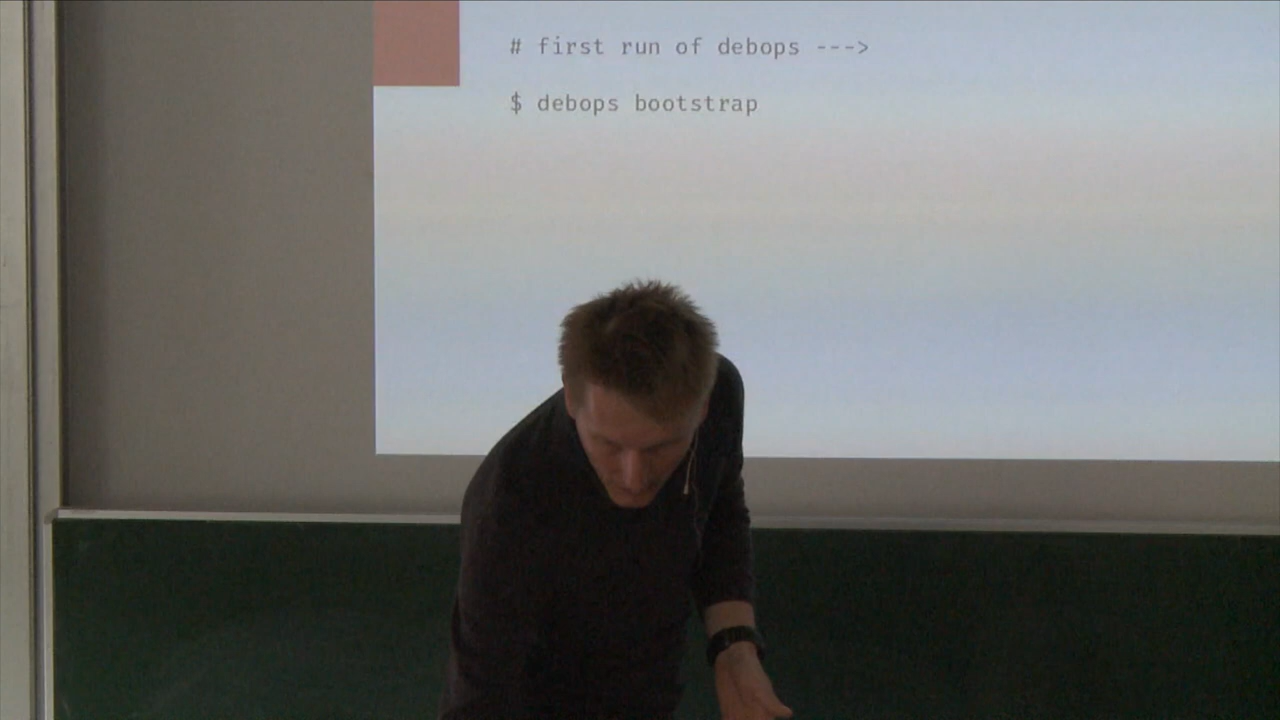 # first run of debops --->
$ debops bootstrap